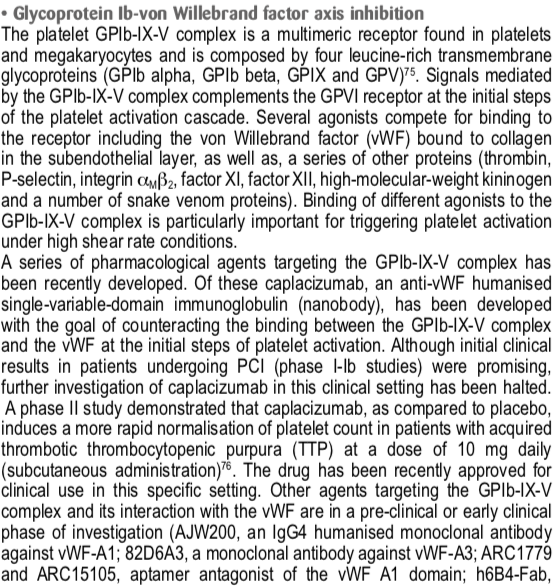 • Glycoprotein Ib-von Willebrand factor axis inhibition
The platelet GPIb-IX-V complex is a multimeric receptor found in platelets
and megakaryocytes and is composed by four leucine-rich transmembrane
glycoproteins (GPIb alpha, GPIb beta, GPIX and GPV)⁷⁵. Signals mediated
by the GPIb-IX-V complex complements the GPVI receptor at the initial steps
of the platelet activation cascade. Several agonists compete for binding to
the receptor including the von Willebrand factor (vWF) bound to collagen
in the subendothelial layer, as well as, a series of other proteins (thrombin,
P-selectin, integrin αMβ₂, factor XI, factor XII, high-molecular-weight kininogen
and a number of snake venom proteins). Binding of different agonists to the
GPIb-IX-V complex is particularly important for triggering platelet activation
under high shear rate conditions.
A series of pharmacological agents targeting the GPIb-IX-V complex has
been recently developed. Of these caplacizumab, an anti-vWF humanised
single-variable-domain immunoglobulin (nanobody), has been developed
with the goal of counteracting the binding between the GPIb-IX-V complex
and the vWF at the initial steps of platelet activation. Although initial clinical
results in patients undergoing PCI (phase I-Ib studies) were promising,
further investigation of caplacizumab in this clinical setting has been halted.
A phase II study demonstrated that caplacizumab, as compared to placebo,
induces a more rapid normalisation of platelet count in patients with acquired
thrombotic thrombocytopenic purpura (TTP) at a dose of 10 mg daily
(subcutaneous administration)⁷⁶. The drug has been recently approved for
clinical use in this specific setting. Other agents targeting the GPIb-IX-V
complex and its interaction with the vWF are in a pre-clinical or early clinical
phase of investigation (AJW200, an IgG4 humanised monoclonal antibody
against vWF-A1; 82D6A3, a monoclonal antibody against vWF-A3; ARC1779
and ARC15105, aptamer antagonist of the vWF A1 domain; h6B4-Fab,